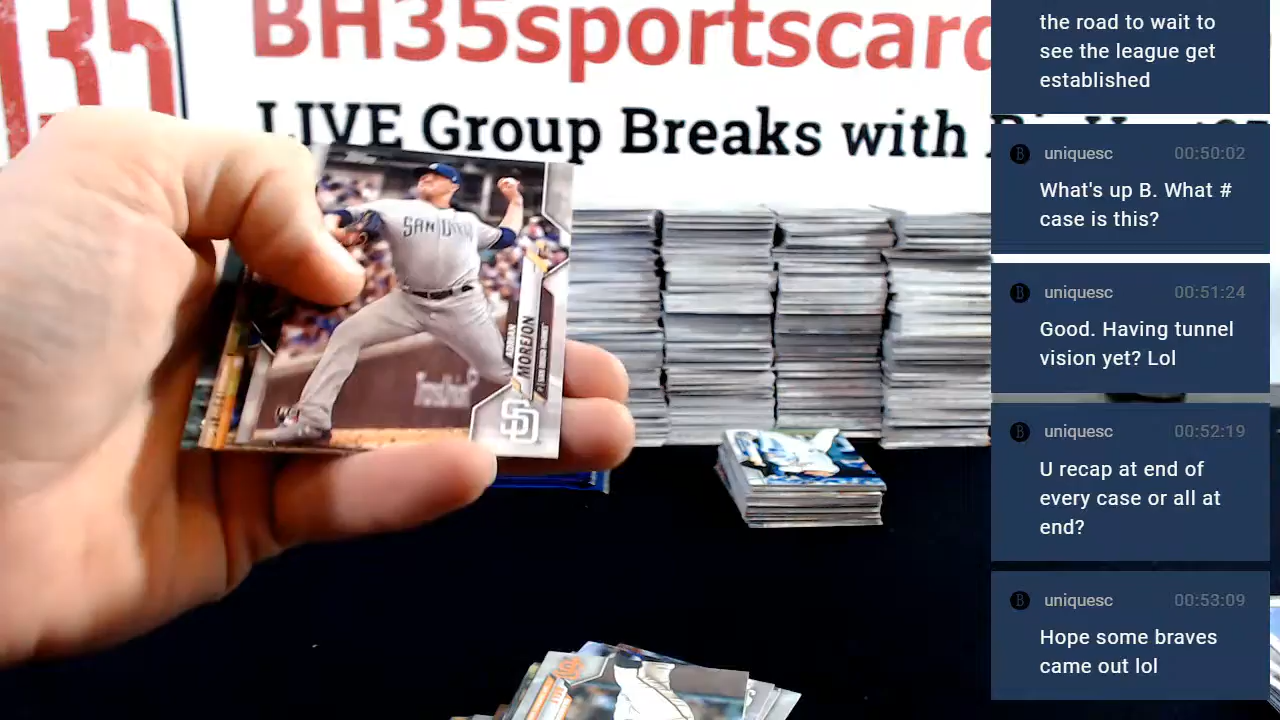 35
BH35sportscard
LIVE Group Breaks with
SAN DIEGO
ADRIAN
MOREJON
SD
the road to wait to
see the league get
established
uniquesc 00:50:02
What's up B. What #
case is this?
uniquesc 00:51:24
Good. Having tunnel
vision yet? Lol
uniquesc 00:52:19
U recap at end of
every case or all at
end?
uniquesc 00:53:09
Hope some braves
came out lol